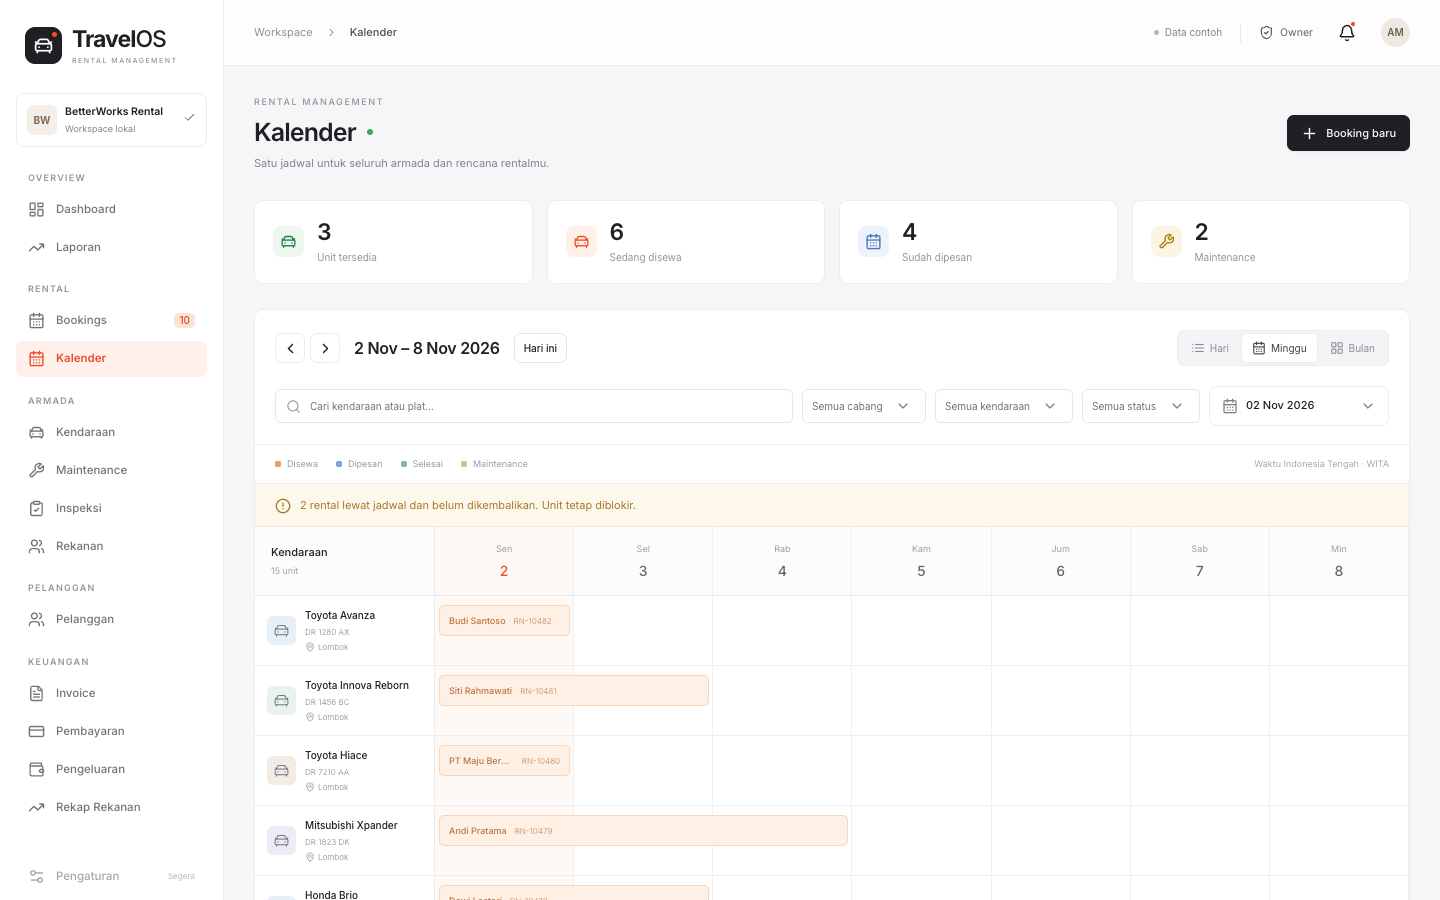 TravelOS
RENTAL MANAGEMENT
BW
BetterWorks Rental
Workspace lokal
OVERVIEW
Dashboard
Laporan
RENTAL
Bookings 10
Kalender
ARMADA
Kendaraan
Maintenance
Inspeksi
Rekanan
PELANGGAN
Pelanggan
KEUANGAN
Invoice
Pembayaran
Pengeluaran
Rekap Rekanan
Pengaturan Segera
Workspace Kalender
Data contoh Owner AM
RENTAL MANAGEMENT
Kalender
Satu jadwal untuk seluruh armada dan rencana rentalmu.
Booking baru
3
Unit tersedia
6
Sedang disewa
4
Sudah dipesan
2
Maintenance
2 Nov – 8 Nov 2026 Hari ini
Hari Minggu Bulan
Cari kendaraan atau plat... Semua cabang Semua kendaraan Semua status 02 Nov 2026
Disewa Dipesan Selesai Maintenance Waktu Indonesia Tengah · WITA
2 rental lewat jadwal dan belum dikembalikan. Unit tetap diblokir.
Kendaraan
15 unit
Sen Sel Rab Kam Jum Sab Min
2 3 4 5 6 7 8
Toyota Avanza
DR 1280 AX
Lombok
Budi Santoso RN-10482
Toyota Innova Reborn
DR 1456 BC
Lombok
Siti Rahmawati RN-10481
Toyota Hiace
DR 7210 AA
Lombok
PT Maju Ber... RN-10480
Mitsubishi Xpander
DR 1823 DK
Lombok
Andi Pratama RN-10479
Honda Brio